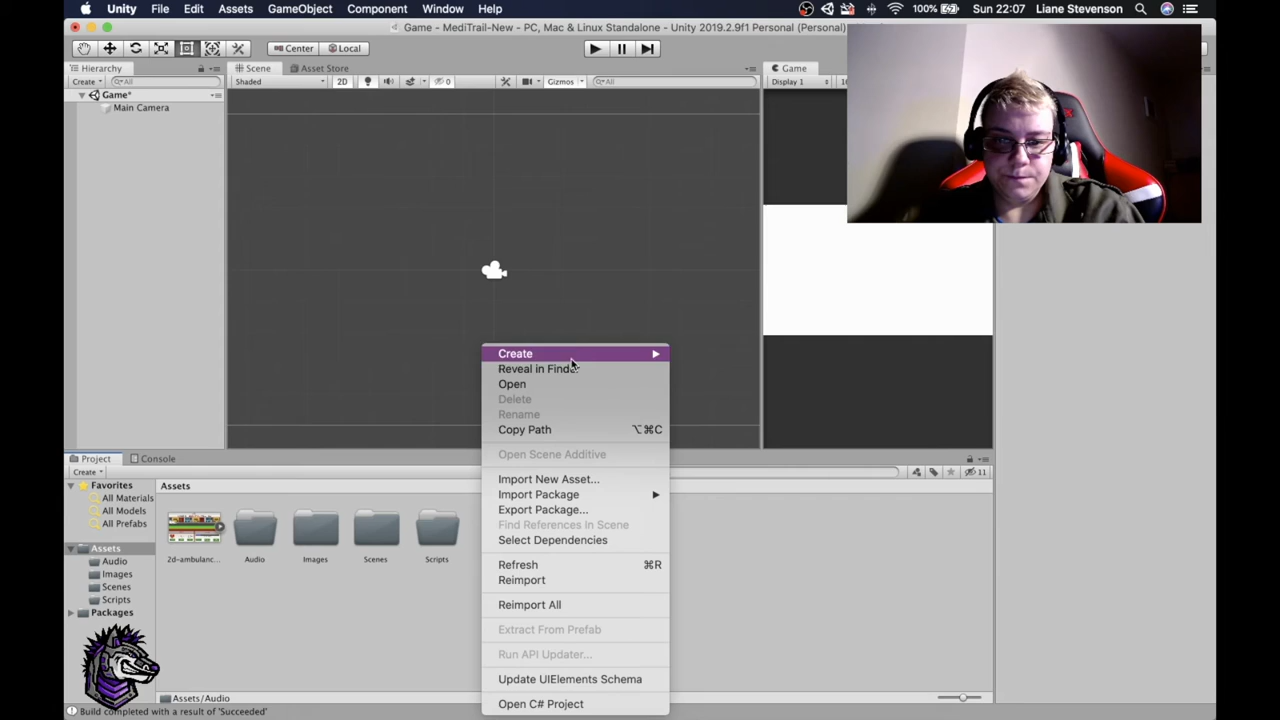 Unity File Edit Assets GameObject Component Window Help 100% Sun 22:07 Liane Stevenson
Game - MediTrail-New - PC, Mac & Linux Standalone - Unity 2019.2.9f1 Personal (Personal)
Center Local
Hierarchy Scene Asset Store Game
Create All Shaded 2D 0 Gizmos All Display 1
Game*
Main Camera
Create
Reveal in Finder
Open
Delete
Rename
Copy Path ⌥⌘C
Open Scene Additive
Import New Asset...
Import Package
Export Package...
Find References In Scene
Select Dependencies
Refresh ⌘R
Reimport
Reimport All
Extract From Prefab
Run API Updater...
Update UIElements Schema
Open C# Project
Project Console
Create 11
Favorites
All Materials
All Models
All Prefabs
Assets
Audio
Images
Scenes
Scripts
Packages
Assets
2d-ambulanc... Audio Images Scenes Scripts
Assets/Audio
Build completed with a result of 'Succeeded'